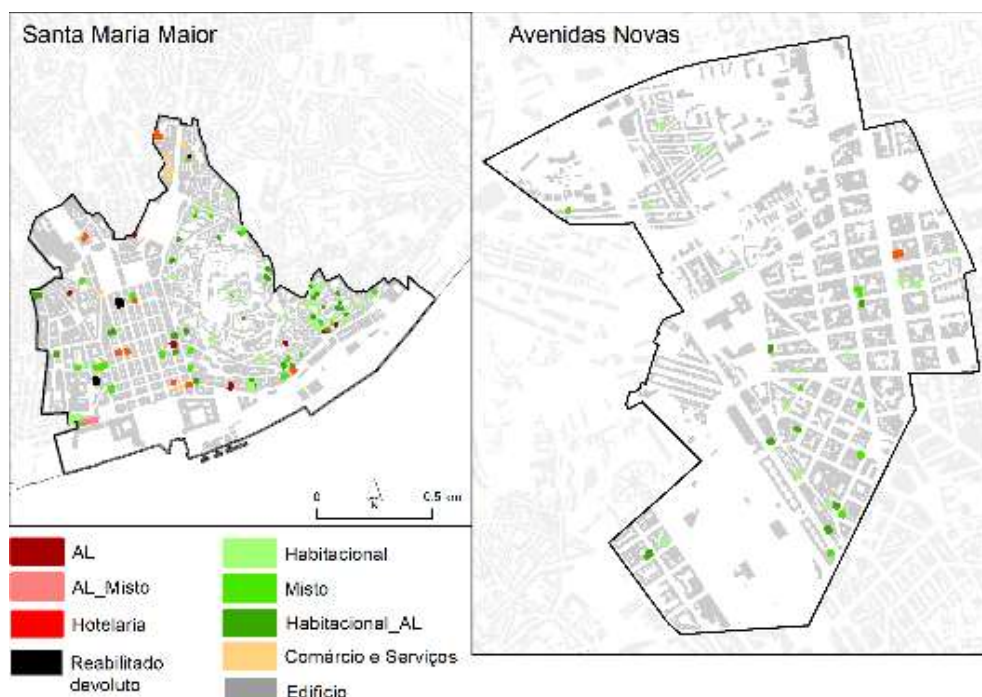 Santa Maria Maior
Avenidas Novas
0 0.5 km
N
AL
AL_Misto
Hotelaria
Reabilitado
devoluto
Habitacional
Misto
Habitacional_AL
Comércio e Serviços
Edifício